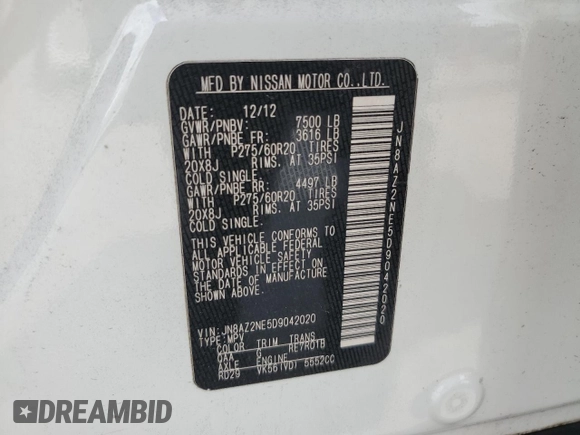 MFD BY NISSAN MOTOR CO.,LTD.
DATE: 12/12
GVWR/PNBV: 7500 LB
GAWR/PNBE FR: 3616 LB
WITH P275/60R20 TIRES
20X8J RIMS. AT 35PSI
COLD SINGLE.
GAWR/PNBE RR: 4497 LB
WITH P275/60R20 TIRES
20X8J RIMS. AT 35PSI
COLD SINGLE.
THIS VEHICLE CONFORMS TO
ALL APPLICABLE FEDERAL
MOTOR VEHICLE SAFETY
STANDARDS IN EFFECT ON
THE DATE OF MANUFACTURE
SHOWN ABOVE.
VIN: JN8AZ2NE5D9042020
TYPE: MPV
COLOR TRIM TRANS
QAA G RE7R01B
AXLE ENGINE
RD29 VK56(VD) 5552CC
JN8AZ2NE5D9042020
DREAMBID